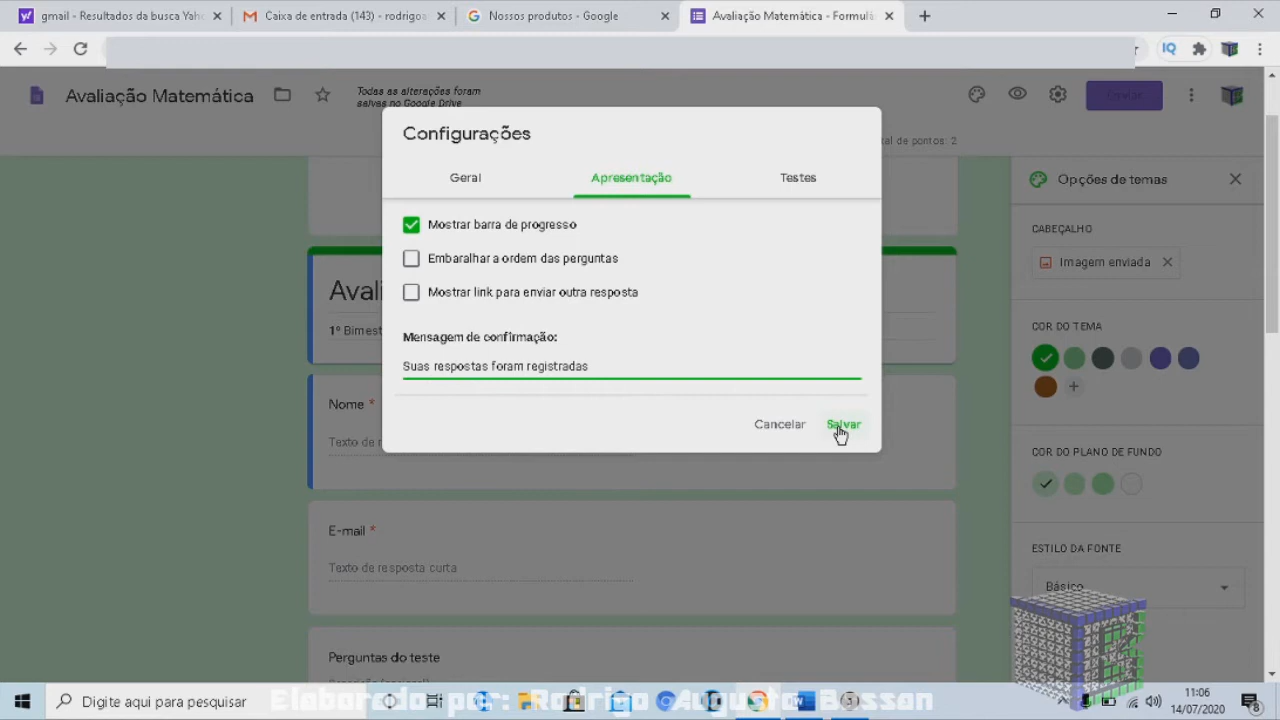 gmail - Resultados da busca Yaho
Caixa de entrada (143) - rodrigo
Nossos produtos - Google
Avaliação Matemática - Formulá
IQ
Avaliação Matemática
Todas as alterações foram
salvas no Google Drive
Enviar
al de pontos: 2
Configurações
Geral
Apresentação
Testes
Mostrar barra de progresso
Embaralhar a ordem das perguntas
Mostrar link para enviar outra resposta
Mensagem de confirmação:
Suas respostas foram registradas
Cancelar
Salvar
Avali
1º Bimest
Nome *
Texto de r
E-mail *
Texto de resposta curta
Perguntas do teste
Opções de temas
CABEÇALHO
Imagem enviada
COR DO TEMA
COR DO PLANO DE FUNDO
ESTILO DA FONTE
Básico
Digite aqui para pesquisar
Elaborado por: Rodrigo Augusto Bossan
11:06
14/07/2020
8